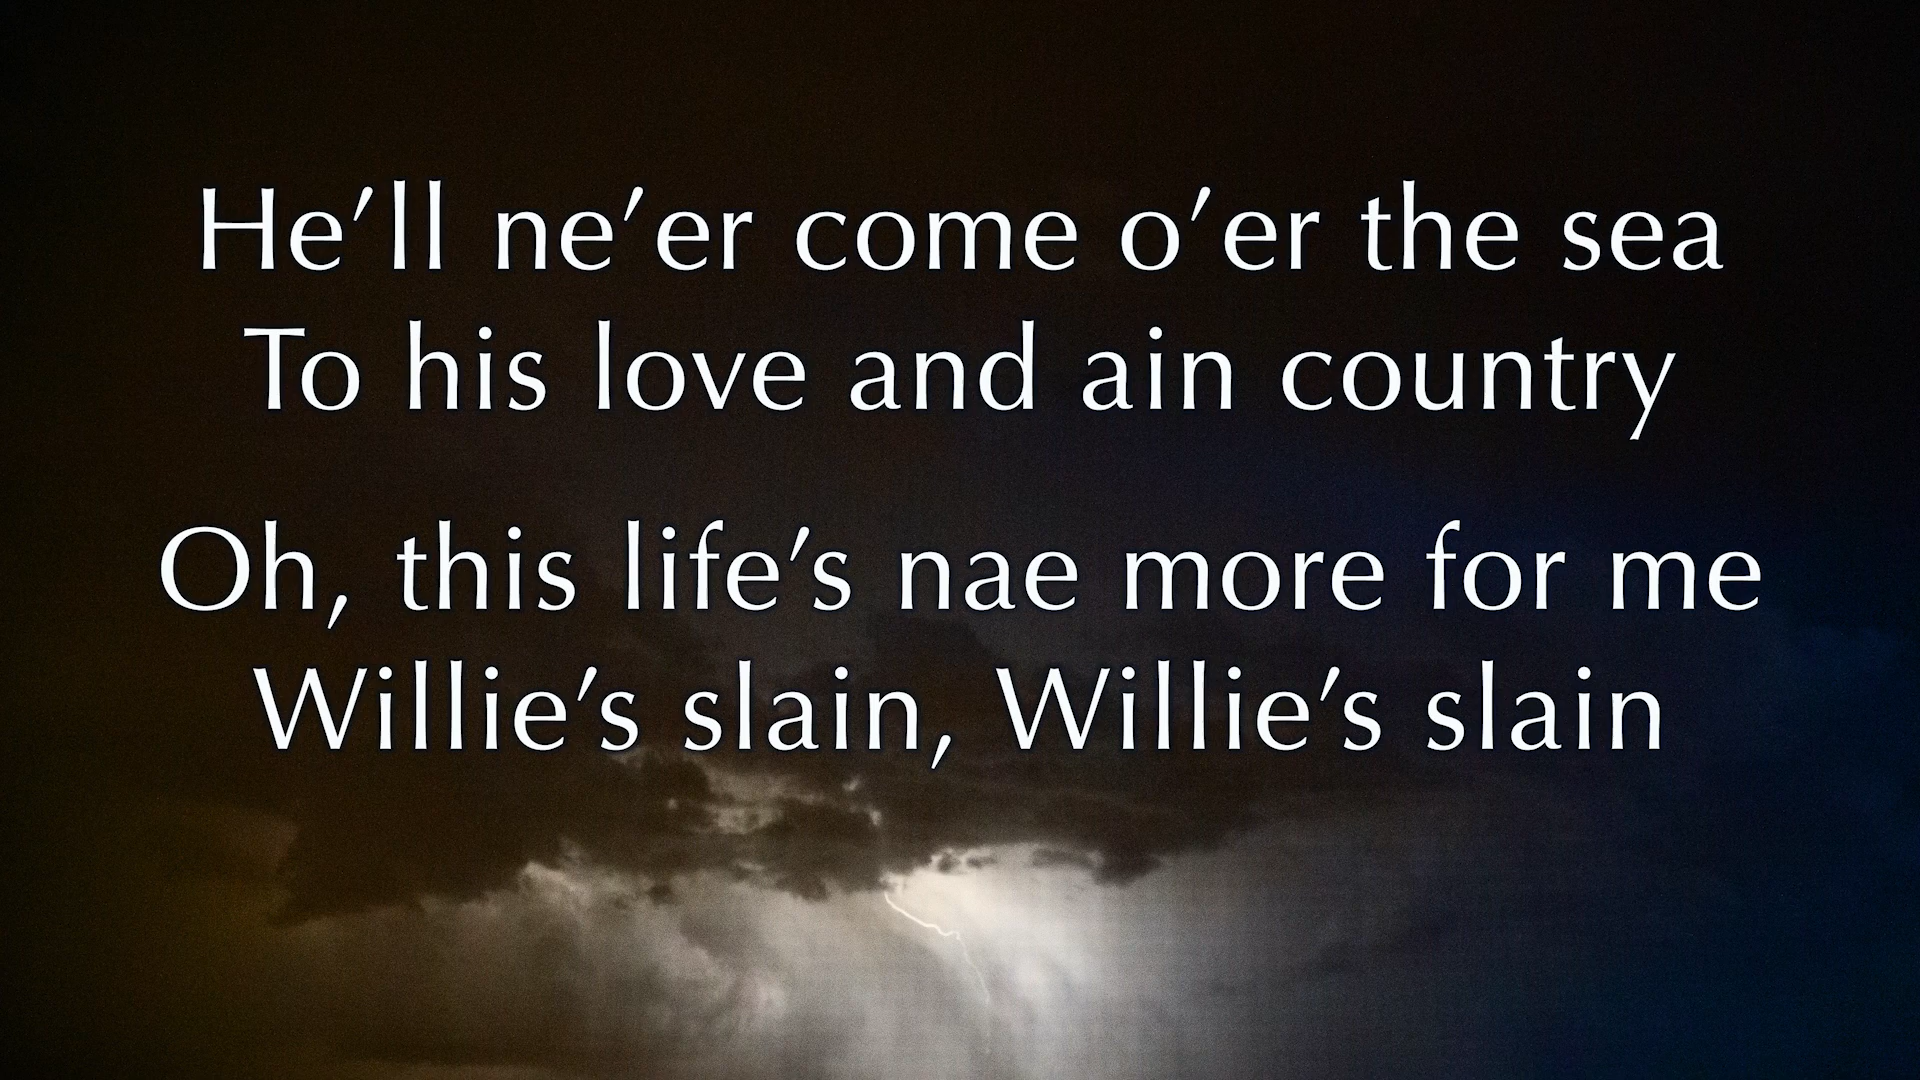 He’ll ne’er come o’er the sea
To his love and ain country
Oh, this life’s nae more for me
Willie’s slain, Willie’s slain